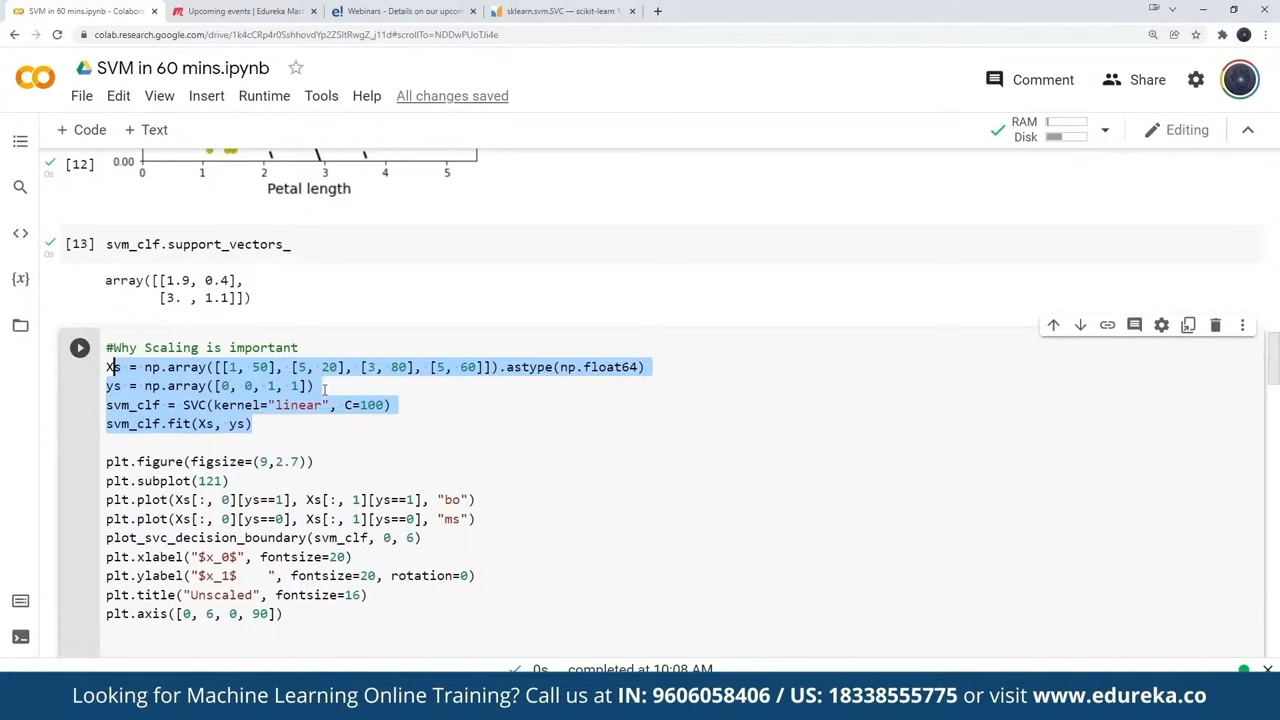 SVM in 60 mins.ipynb - Colabora
Upcoming events | Edureka Mast
Webinars - Details on our upcom
sklearn.svm.SVC — scikit-learn 1
colab.research.google.com/drive/1k4cCRp4r0SshhovdYp2ZSItRwgZ_j11d#scrollTo=NDDwPUoTJi4e
SVM in 60 mins.ipynb
Comment
Share
File Edit View Insert Runtime Tools Help All changes saved
+ Code + Text
RAM
Disk
Editing
[12]
0.00
0 1 2 3 4 5
Petal length
0s
[13] svm_clf.support_vectors_
0s
array([[1.9, 0.4],
[3. , 1.1]])
#Why Scaling is important
Xs = np.array([[1, 50], [5, 20], [3, 80], [5, 60]]).astype(np.float64)
ys = np.array([0, 0, 1, 1])
svm_clf = SVC(kernel="linear", C=100)
svm_clf.fit(Xs, ys)
plt.figure(figsize=(9,2.7))
plt.subplot(121)
plt.plot(Xs[:, 0][ys==1], Xs[:, 1][ys==1], "bo")
plt.plot(Xs[:, 0][ys==0], Xs[:, 1][ys==0], "ms")
plot_svc_decision_boundary(svm_clf, 0, 6)
plt.xlabel("$x_0$", fontsize=20)
plt.ylabel("$x_1$    ", fontsize=20, rotation=0)
plt.title("Unscaled", fontsize=16)
plt.axis([0, 6, 0, 90])
0s completed at 10:08 AM
Looking for Machine Learning Online Training? Call us at IN: 9606058406 / US: 18338555775 or visit www.edureka.co